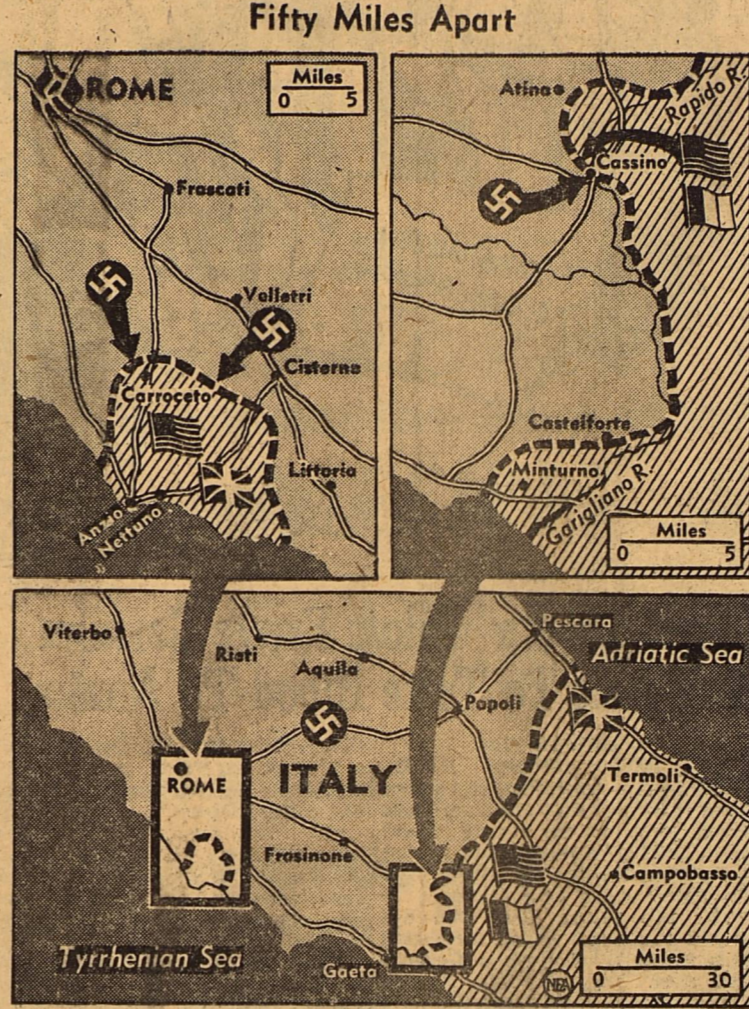 Fifty Miles Apart
ROME
Miles
0 5
Frascati
Velletri
Cisterna
Carroceto
Littoria
Anzio
Nettuno
Atina
Rapido R.
Cassino
Castelforte
Minturno
Garigliano R.
Miles
0 5
Viterbo
Risti
Aquila
Pescara
Adriatic Sea
Popoli
ROME
ITALY
Termoli
Frosinone
Campobasso
Tyrrhenian Sea
Gaeta
NEA
Miles
0 30